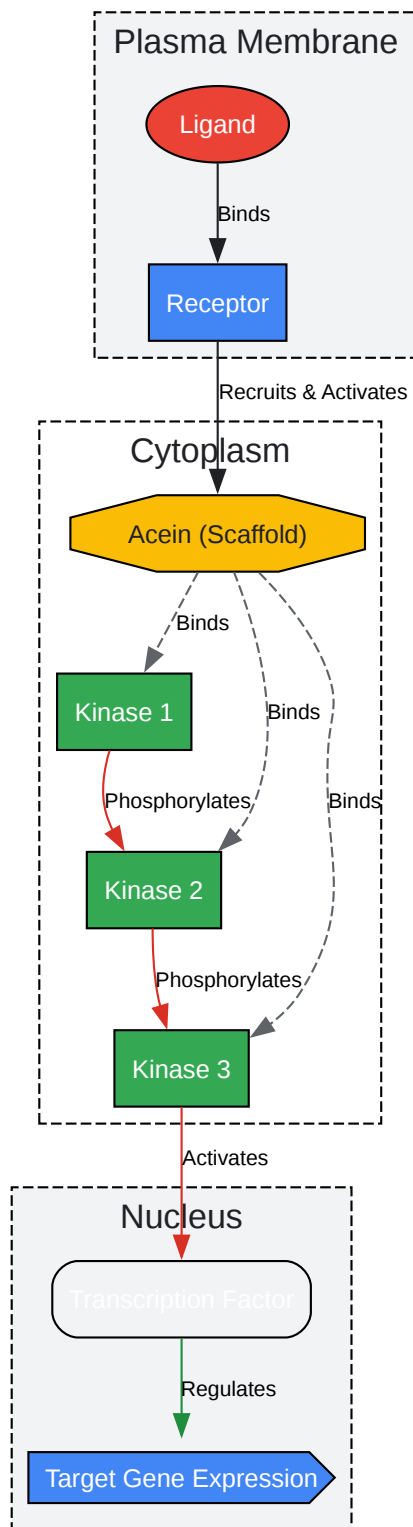 Plasma Membrane
Ligand
Binds
Receptor
Recruits & Activates
Cytoplasm
Acein (Scaffold)
Binds
Kinase 1
Binds
Phosphorylates
Binds
Kinase 2
Phosphorylates
Kinase 3
Activates
Nucleus
Transcription Factor
Regulates
Target Gene Expression